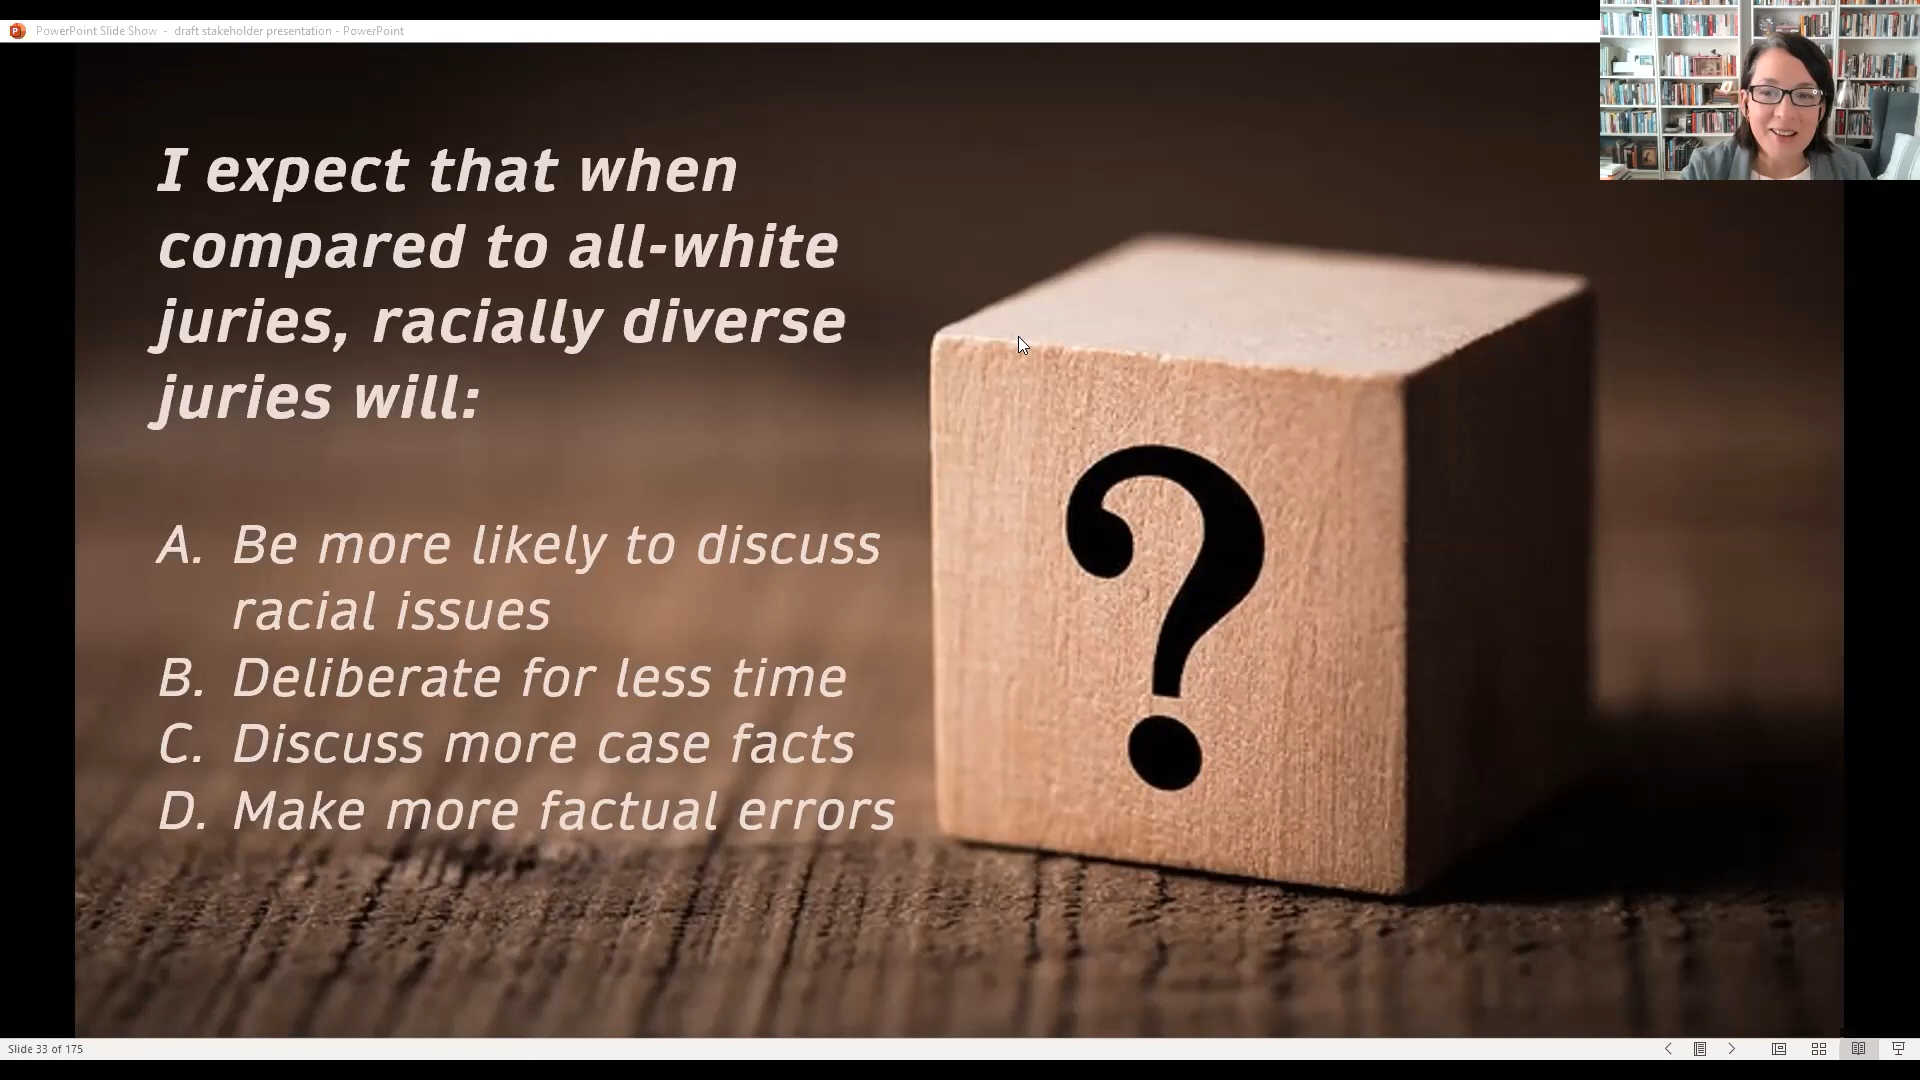 PowerPoint Slide Show - draft stakeholder presentation - PowerPoint
I expect that when
compared to all-white
juries, racially diverse
juries will:
A. Be more likely to discuss
racial issues
B. Deliberate for less time
C. Discuss more case facts
D. Make more factual errors
?
Slide 33 of 175